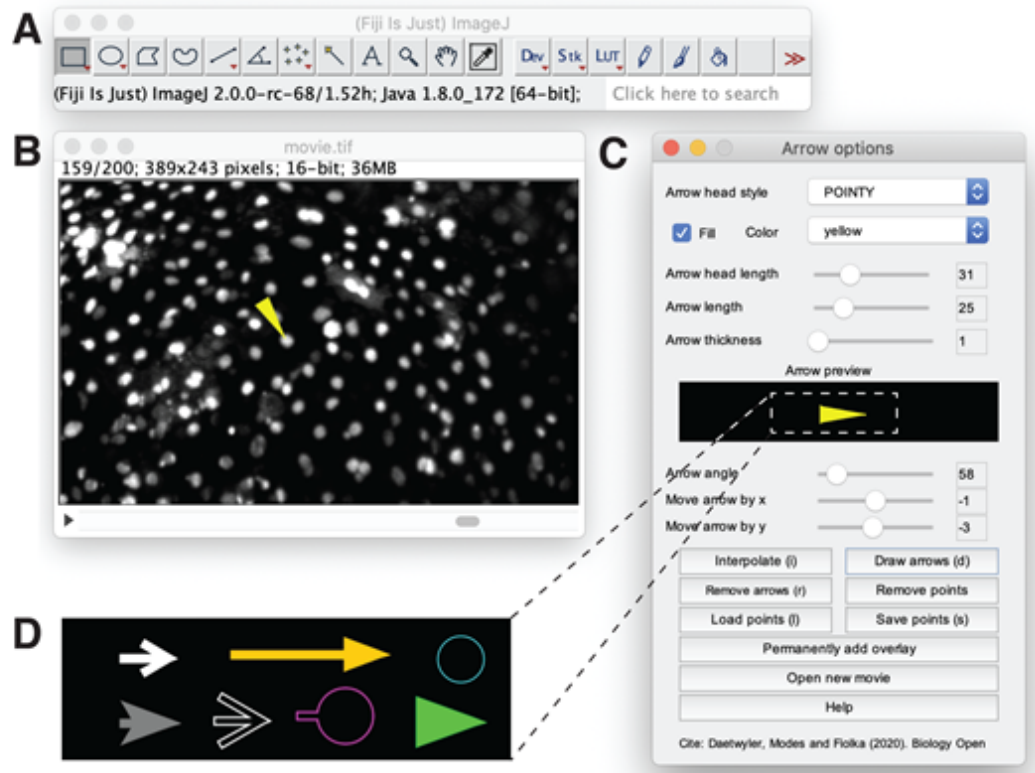 A
(Fiji Is Just) ImageJ
A Dev Stk LUT >>
(Fiji Is Just) ImageJ 2.0.0-rc-68/1.52h; Java 1.8.0_172 [64-bit]; Click here to search
B
movie.tif
159/200; 389x243 pixels; 16-bit; 36MB
C
Arrow options
Arrow head style POINTY
Fill Color yellow
Arrow head length 31
Arrow length 25
Arrow thickness 1
Arrow preview
Arrow angle 58
Move arrow by x -1
Move arrow by y -3
Interpolate (i) Draw arrows (d)
Remove arrows (r) Remove points
Load points (l) Save points (s)
Permanently add overlay
Open new movie
Help
Cite: Daetwyler, Modes and Fiolka (2020). Biology Open
D